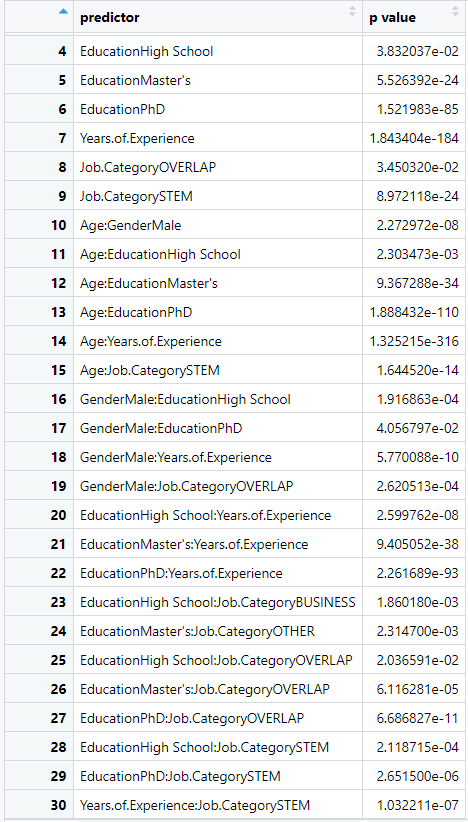 predictor p value
4 EducationHigh School 3.832037e-02
5 EducationMaster's 5.526392e-24
6 EducationPhD 1.521983e-85
7 Years.of.Experience 1.843404e-184
8 Job.CategoryOVERLAP 3.450320e-02
9 Job.CategorySTEM 8.972118e-24
10 Age:GenderMale 2.272972e-08
11 Age:EducationHigh School 2.303473e-03
12 Age:EducationMaster's 9.367288e-34
13 Age:EducationPhD 1.888432e-110
14 Age:Years.of.Experience 1.325215e-316
15 Age:Job.CategorySTEM 1.644520e-14
16 GenderMale:EducationHigh School 1.916863e-04
17 GenderMale:EducationPhD 4.056797e-02
18 GenderMale:Years.of.Experience 5.770088e-10
19 GenderMale:Job.CategoryOVERLAP 2.620513e-04
20 EducationHigh School:Years.of.Experience 2.599762e-08
21 EducationMaster's:Years.of.Experience 9.405052e-38
22 EducationPhD:Years.of.Experience 2.261689e-93
23 EducationHigh School:Job.CategoryBUSINESS 1.860180e-03
24 EducationMaster's:Job.CategoryOTHER 2.314700e-03
25 EducationHigh School:Job.CategoryOVERLAP 2.036591e-02
26 EducationMaster's:Job.CategoryOVERLAP 6.116281e-05
27 EducationPhD:Job.CategoryOVERLAP 6.686827e-11
28 EducationHigh School:Job.CategorySTEM 2.118715e-04
29 EducationPhD:Job.CategorySTEM 2.651500e-06
30 Years.of.Experience:Job.CategorySTEM 1.032211e-07